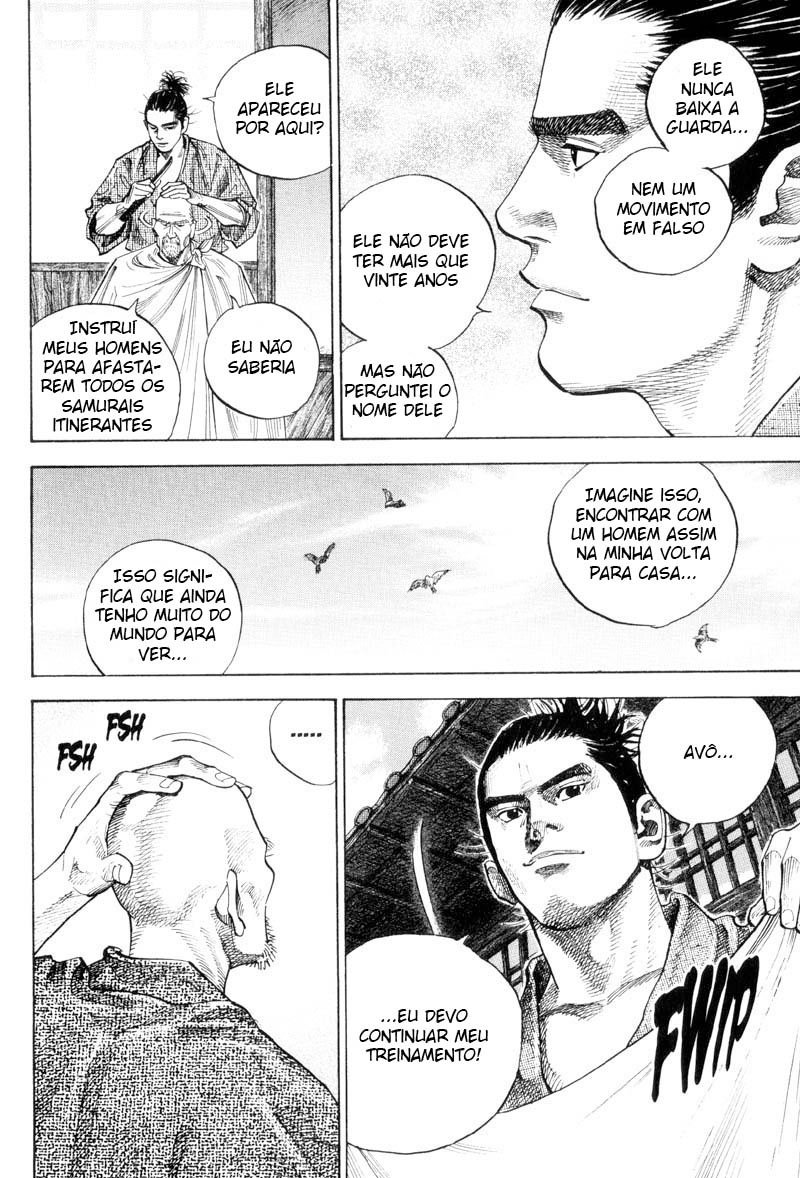 ELE
NUNCA
BAIXA A
GUARDA...
NEM UM
MOVIMENTO
EM FALSO
ELE NÃO DEVE
TER MAIS QUE
VINTE ANOS
MAS NÃO
PERGUNTEI O
NOME DELE
ELE
APARECEU
POR AQUI?
EU NÃO
SABERIA
INSTRUÍ
MEUS HOMENS
PARA AFASTA-
REM TODOS OS
SAMURAIS
ITINERANTES
IMAGINE ISSO,
ENCONTRAR COM
UM HOMEM ASSIM
NA MINHA VOLTA
PARA CASA...
ISSO SIGNI-
FICA QUE AINDA
TENHO MUITO DO
MUNDO PARA
VER...
AVÔ...
...EU DEVO
CONTINUAR MEU
TREINAMENTO!
FWIP
.....
FSH
FSH